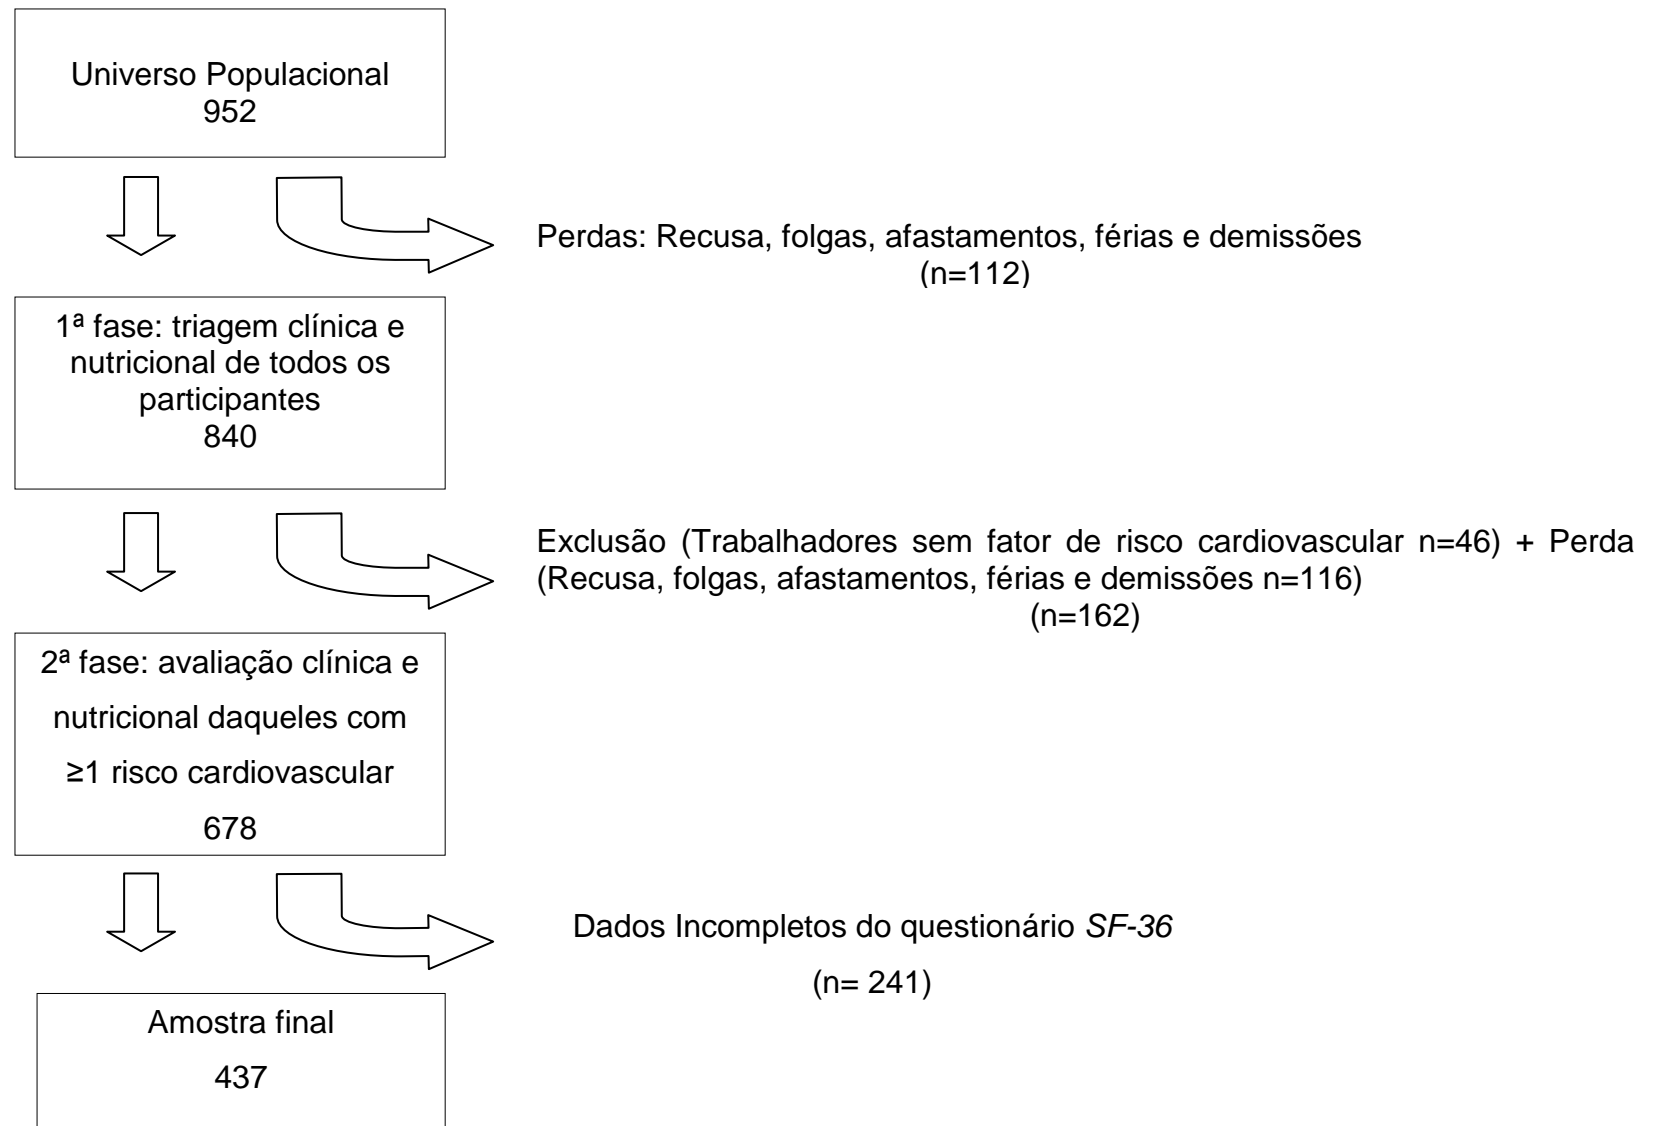 Universo Populacional
952
Perdas: Recusa, folgas, afastamentos, férias e demissões
(n=112)
1ª fase: triagem clínica e
nutricional de todos os
participantes
840
Exclusão (Trabalhadores sem fator de risco cardiovascular n=46) + Perda
(Recusa, folgas, afastamentos, férias e demissões n=116)
(n=162)
2ª fase: avaliação clínica e
nutricional daqueles com
≥1 risco cardiovascular
678
Dados Incompletos do questionário SF-36
(n= 241)
Amostra final
437